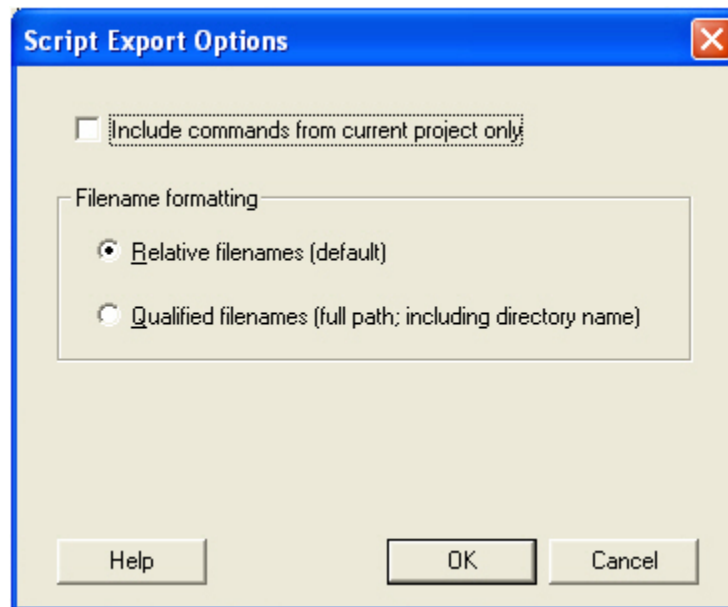 Script Export Options
Include commands from current project only
Filename formatting
Relative filenames (default)
Qualified filenames (full path; including directory name)
Help OK Cancel